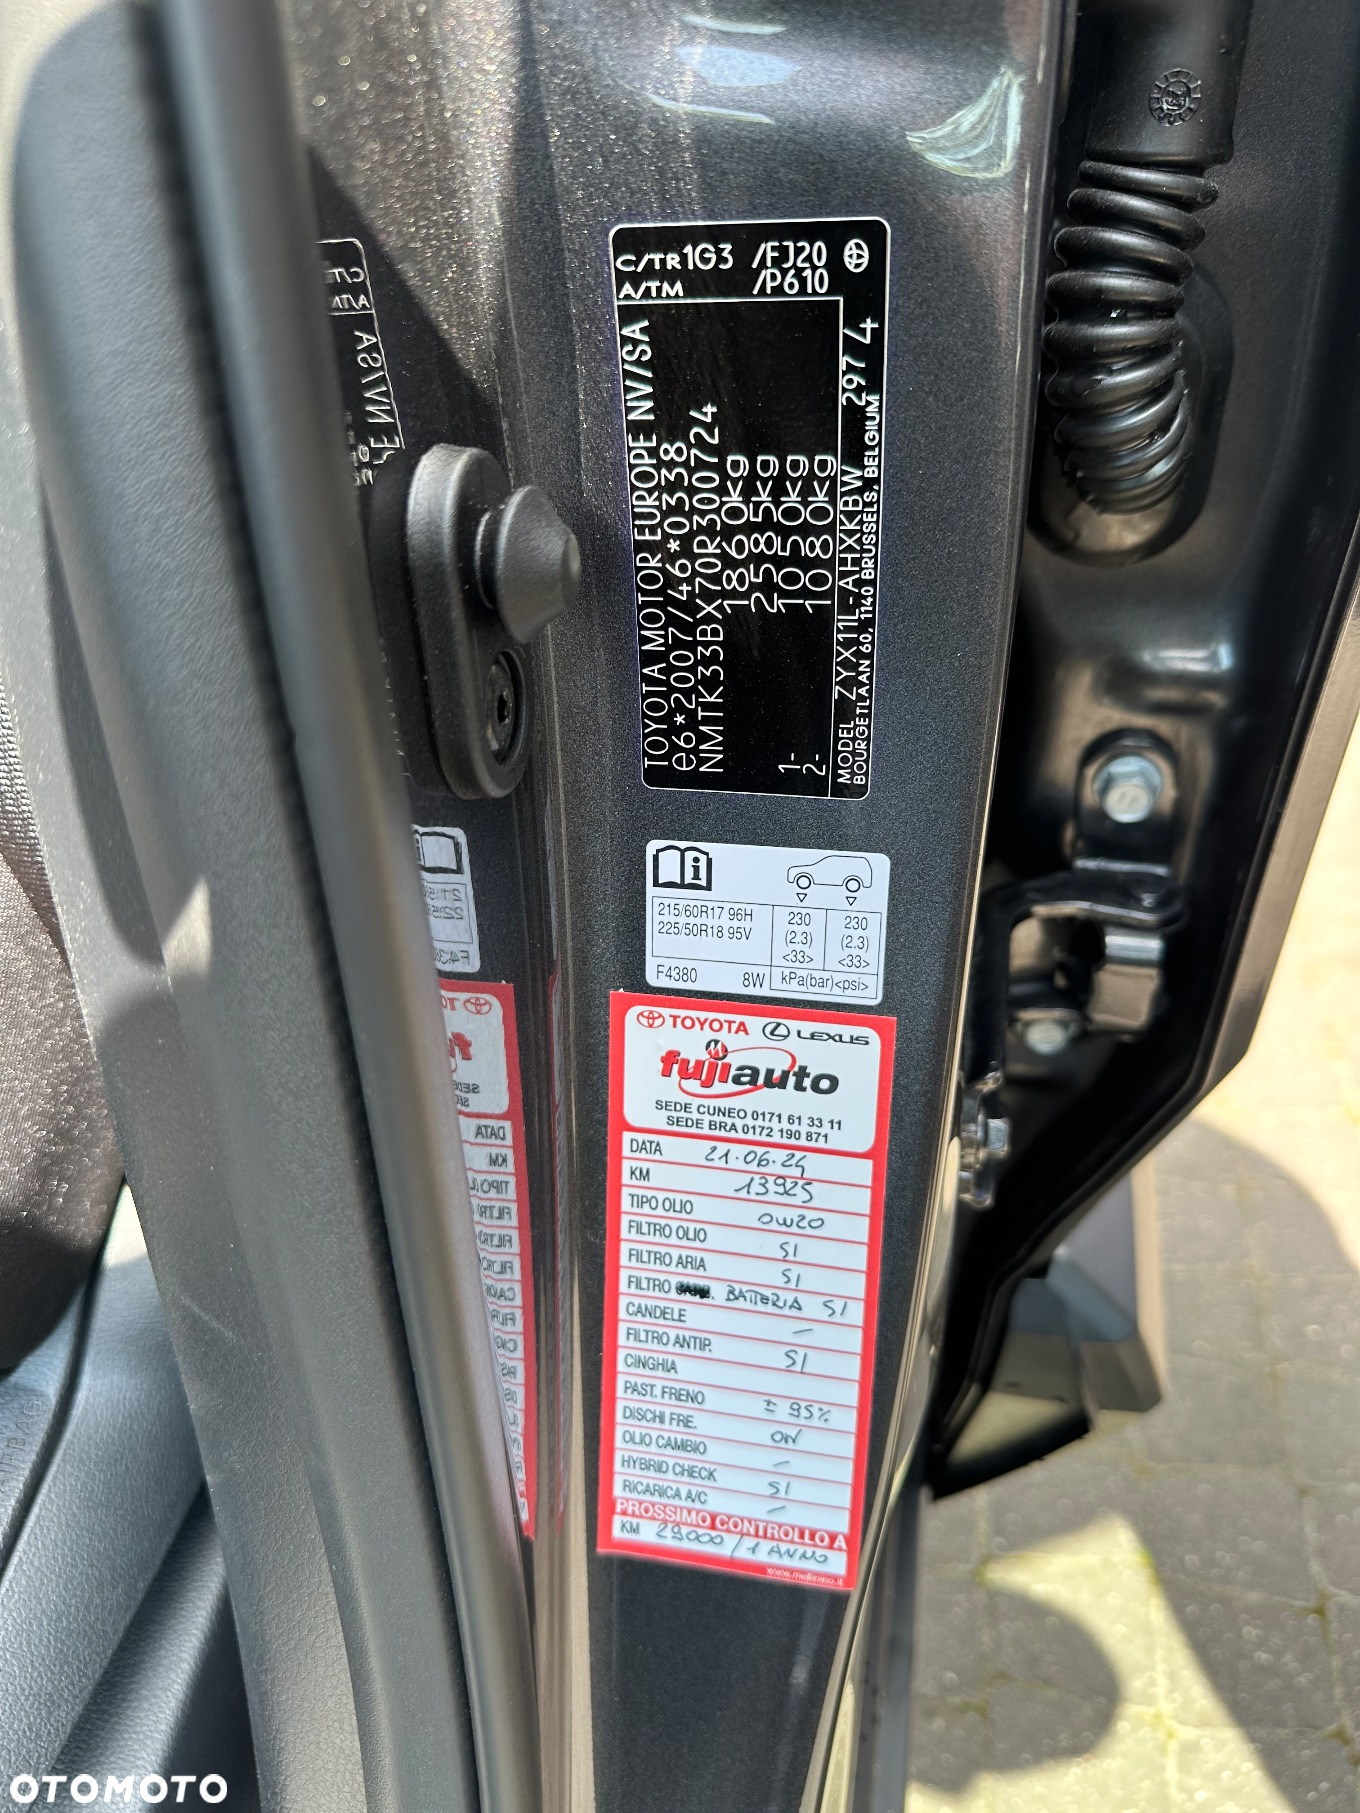 C/TR 1G3 /FJ20
A/TM /P610
TOYOTA MOTOR EUROPE NV/SA
e6*2007/46*0338
NMTK33BX70R300724
1860kg
2585kg
1- 1050kg
2- 1080kg
MODEL ZYX11L-AHXKBW 297 4
BOURGETLAAN 60, 1140 BRUSSELS, BELGIUM
i
215/60R17 96H 230 230
225/50R18 95V (2.3) (2.3)
<33> <33>
F4380 8W kPa(bar)<psi>
TOYOTA LEXUS
fujiauto
SEDE CUNEO 0171 61 33 11
SEDE BRA 0172 190 871
DATA 21.06.24
KM 13925
TIPO OLIO 0W20
FILTRO OLIO SI
FILTRO ARIA SI
FILTRO BATTERIA SI
CANDELE —
FILTRO ANTIP. SI
CINGHIA
PAST. FRENO ± 95%
DISCHI FRE. OK
OLIO CAMBIO —
HYBRID CHECK SI
RICARICA A/C —
PROSSIMO CONTROLLO A
KM 29000 / 1 ANNO
www.mollinipo.it
OTOMOTO